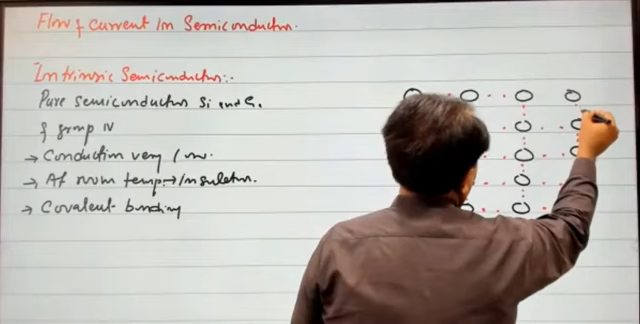 Flow of current in Semiconductor.
Intrinsic Semiconductor:-
Pure semiconductor Si and G.
of group IV
→ Conduction very low.
→ At room temp → insulator.
→ Covalent bonding